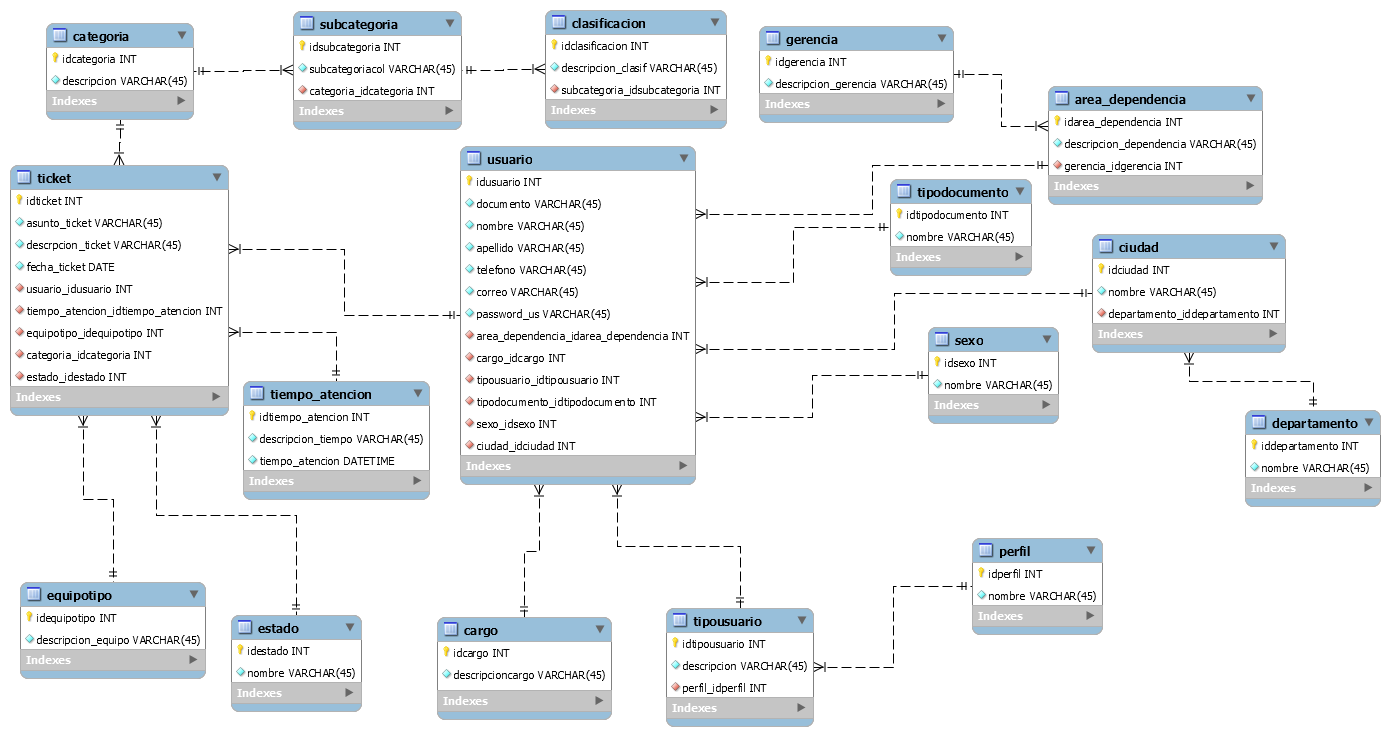 categoria
idcategoria INT
descripcion VARCHAR(45)
Indexes
subcategoria
idsubcategoria INT
subcategoriacol VARCHAR(45)
categoria_idcategoria INT
Indexes
clasificacion
idclasificacion INT
descripcion_clasif VARCHAR(45)
subcategoria_idsubcategoria INT
Indexes
gerencia
idgerencia INT
descripcion_gerencia VARCHAR(45)
Indexes
area_dependencia
idarea_dependencia INT
descripcion_dependencia VARCHAR(45)
gerencia_idgerencia INT
Indexes
ticket
idticket INT
asunto_ticket VARCHAR(45)
descrpcion_ticket VARCHAR(45)
fecha_ticket DATE
usuario_idusuario INT
tiempo_atencion_idtiempo_atencion INT
equipotipo_idequipotipo INT
categoria_idcategoria INT
estado_idestado INT
Indexes
usuario
idusuario INT
documento VARCHAR(45)
nombre VARCHAR(45)
apellido VARCHAR(45)
telefono VARCHAR(45)
correo VARCHAR(45)
password_us VARCHAR(45)
area_dependencia_idarea_dependencia INT
cargo_idcargo INT
tipousuario_idtipousuario INT
tipodocumento_idtipodocumento INT
sexo_idsexo INT
ciudad_idciudad INT
Indexes
tipodocumento
idtipodocumento INT
nombre VARCHAR(45)
Indexes
ciudad
idciudad INT
nombre VARCHAR(45)
departamento_iddepartamento INT
Indexes
sexo
idsexo INT
nombre VARCHAR(45)
Indexes
tiempo_atencion
idtiempo_atencion INT
descripcion_tiempo VARCHAR(45)
tiempo_atencion DATETIME
Indexes
departamento
iddepartamento INT
nombre VARCHAR(45)
Indexes
equipotipo
idequipotipo INT
descripcion_equipo VARCHAR(45)
Indexes
estado
idestado INT
nombre VARCHAR(45)
Indexes
cargo
idcargo INT
descripcioncargo VARCHAR(45)
Indexes
tipousuario
idtipousuario INT
descripcion VARCHAR(45)
perfil_idperfil INT
Indexes
perfil
idperfil INT
nombre VARCHAR(45)
Indexes